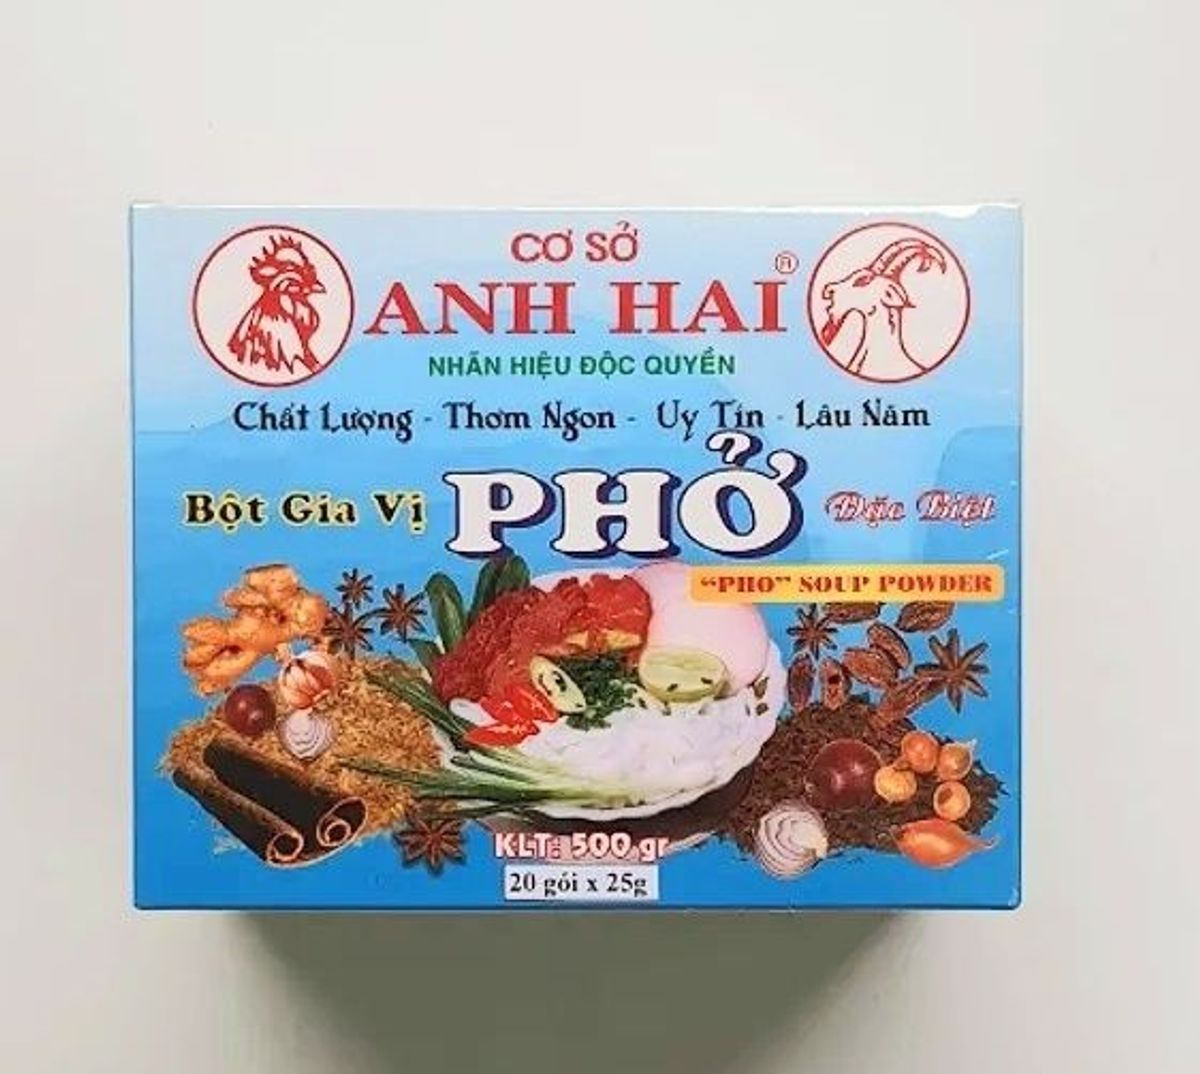 CƠ SỞ
ANH HAI ®
NHÃN HIỆU ĐỘC QUYỀN
Chất Lượng - Thơm Ngon - Uy Tín - Lâu Năm
Bột Gia Vị PHỞ Đặc Biệt
"PHO" SOUP POWDER
KLT: 500 gr
20 gói x 25g